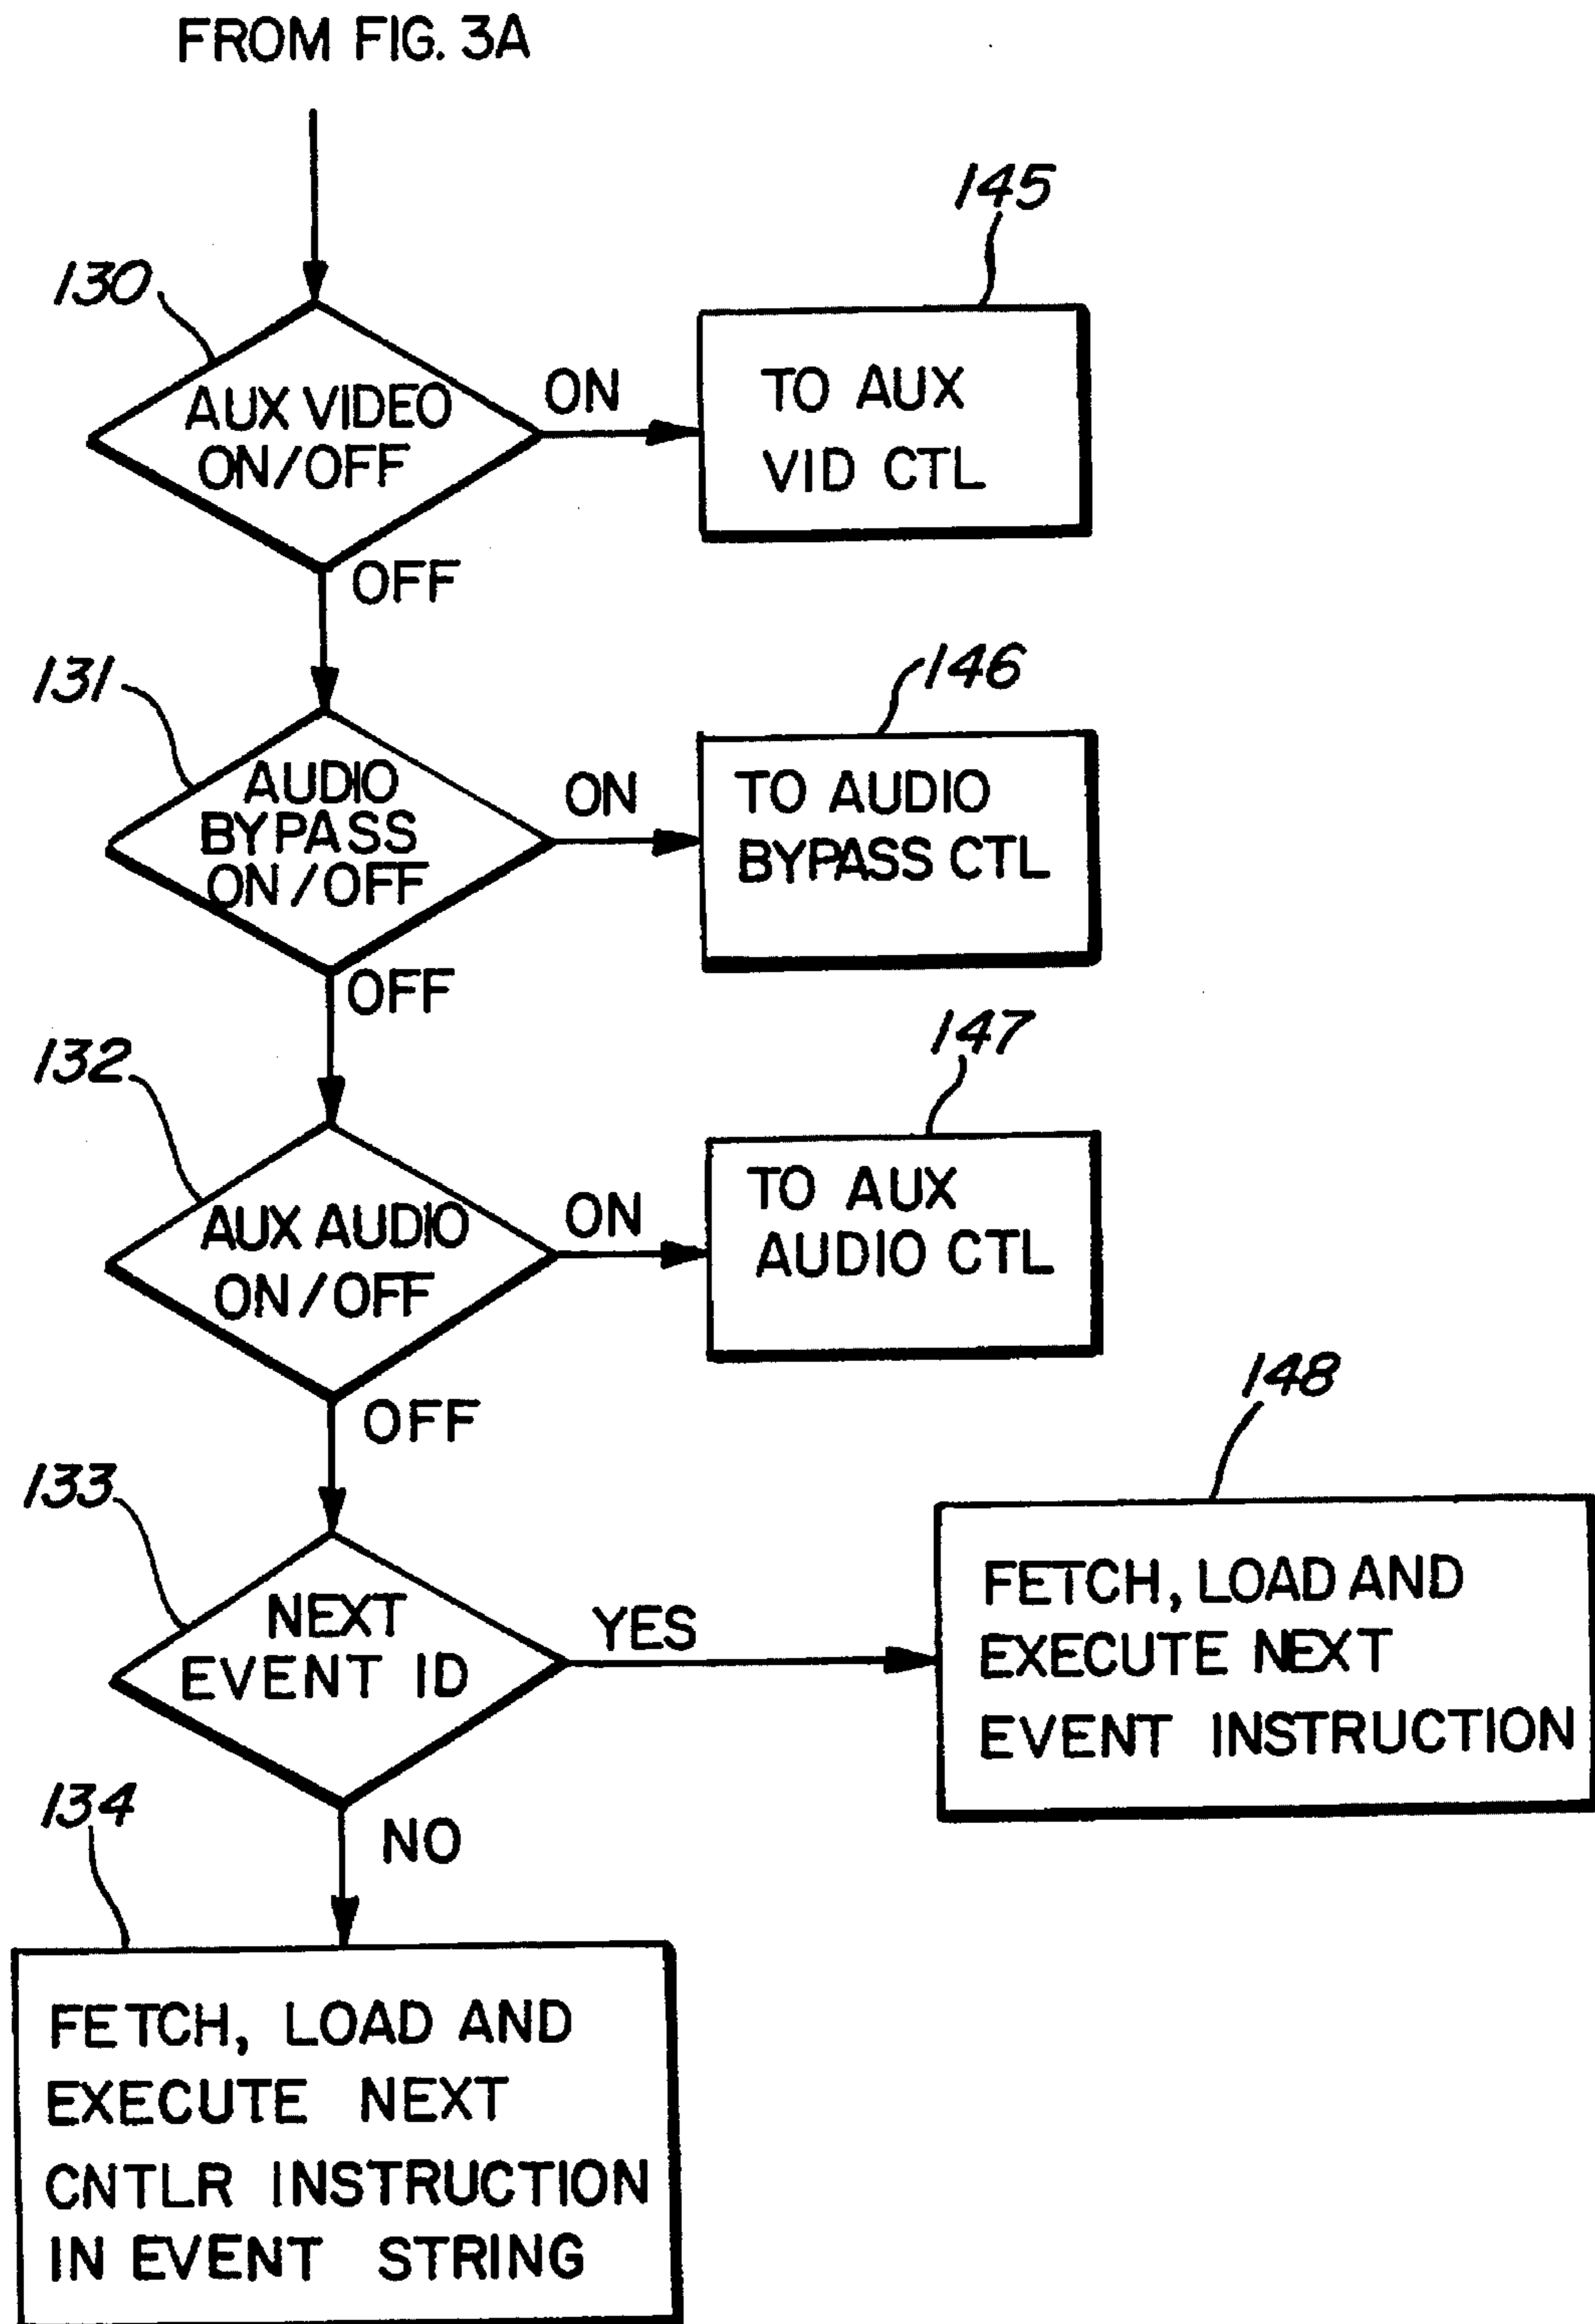 FROM FIG. 3A
145
130
AUX VIDEO
ON/OFF
ON
TO AUX
VID CTL
OFF
131
146
AUDIO
BYPASS
ON/OFF
ON
TO AUDIO
BYPASS CTL
OFF
132
147
AUX AUDIO
ON/OFF
ON
TO AUX
AUDIO CTL
OFF
133
148
NEXT
EVENT ID
YES
FETCH, LOAD AND
EXECUTE NEXT
EVENT INSTRUCTION
NO
134
FETCH, LOAD AND
EXECUTE NEXT
CNTLR INSTRUCTION
IN EVENT STRING